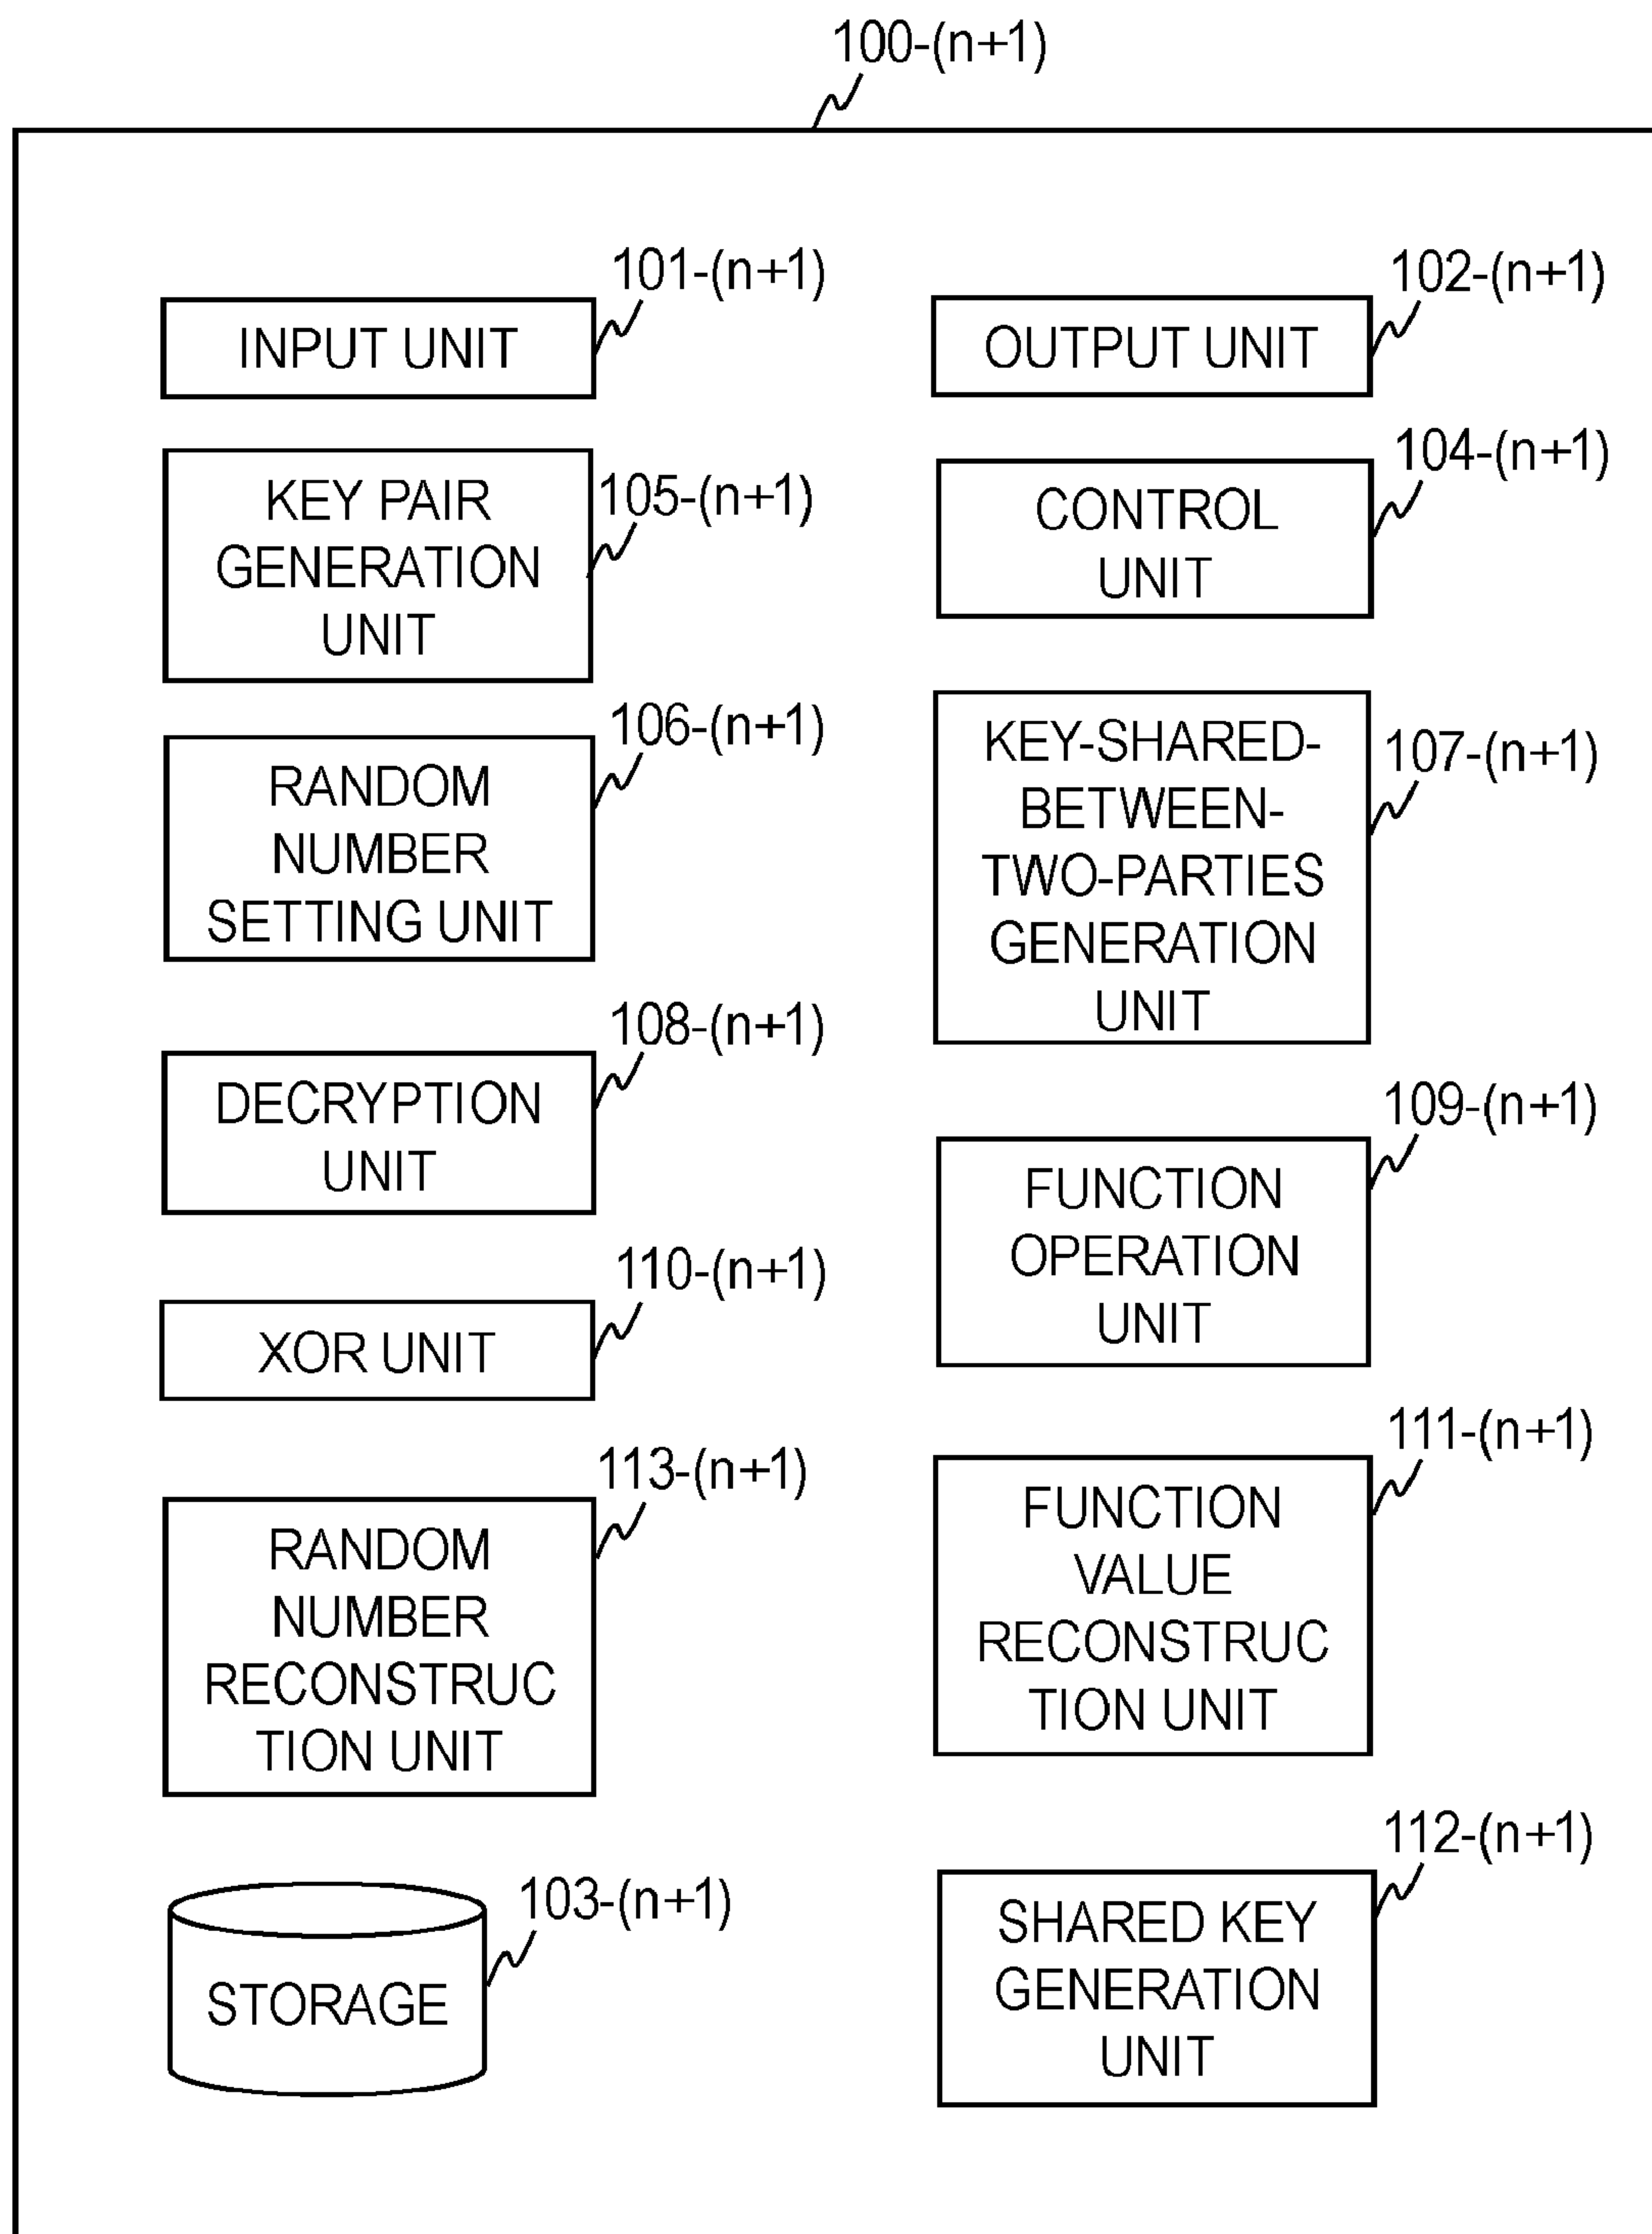 100-(n+1)
101-(n+1)
INPUT UNIT
102-(n+1)
OUTPUT UNIT
105-(n+1)
KEY PAIR
GENERATION
UNIT
104-(n+1)
CONTROL
UNIT
106-(n+1)
RANDOM
NUMBER
SETTING UNIT
107-(n+1)
KEY-SHARED-
BETWEEN-
TWO-PARTIES
GENERATION
UNIT
108-(n+1)
DECRYPTION
UNIT
109-(n+1)
FUNCTION
OPERATION
UNIT
110-(n+1)
XOR UNIT
111-(n+1)
FUNCTION
VALUE
RECONSTRUC
TION UNIT
113-(n+1)
RANDOM
NUMBER
RECONSTRUC
TION UNIT
112-(n+1)
SHARED KEY
GENERATION
UNIT
103-(n+1)
STORAGE